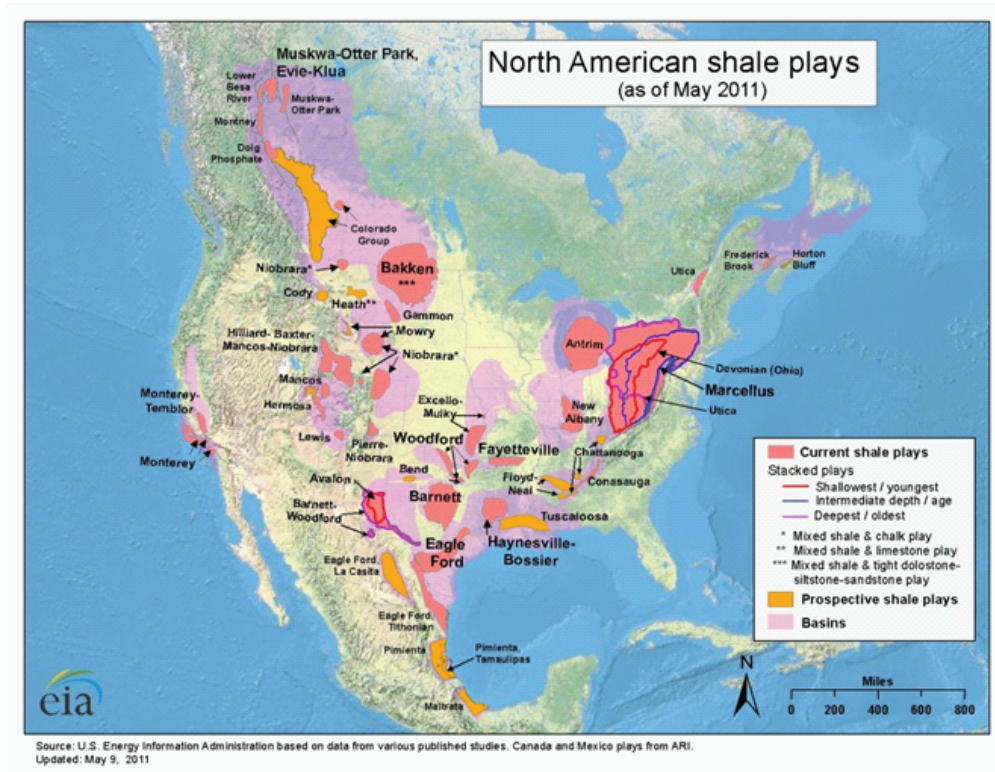 North American shale plays
(as of May 2011)
Muskwa-Otter Park,
Evie-Klua
Lower
Besa
River
Muskwa-
Otter Park
Montney
Doig
Phosphate
Colorado
Group
Niobrara*
Bakken
***
Cody
Heath**
Gammon
Mowry
Hilliard-Baxter-
Mancos-Niobrara
Niobrara*
Mancos
Hermosa
Excello-
Mulky
Monterey-
Temblor
Monterey
Lewis
Pierre-
Niobrara
Woodford
Fayetteville
Bend
Avalon
Barnett
Barnett-
Woodford
Eagle
Ford
Haynesville-
Bossier
Tuscaloosa
Floyd-
Neal
Conasauga
Chattanooga
New
Albany
Antrim
Devonian (Ohio)
Marcellus
Utica
Utica
Frederick
Brook
Horton
Bluff
Eagle Ford,
La Casita
Eagle Ford,
Tithonian
Pimienta
Pimienta,
Tamaulipas
Maltrata
Current shale plays
Stacked plays
Shallowest / youngest
Intermediate depth / age
Deepest / oldest
* Mixed shale & chalk play
** Mixed shale & limestone play
*** Mixed shale & tight dolostone-
siltstone-sandstone play
Prospective shale plays
Basins
N
Miles
0 200 400 600 800
eia
Source: U.S. Energy Information Administration based on data from various published studies. Canada and Mexico plays from ARI.
Updated: May 9, 2011